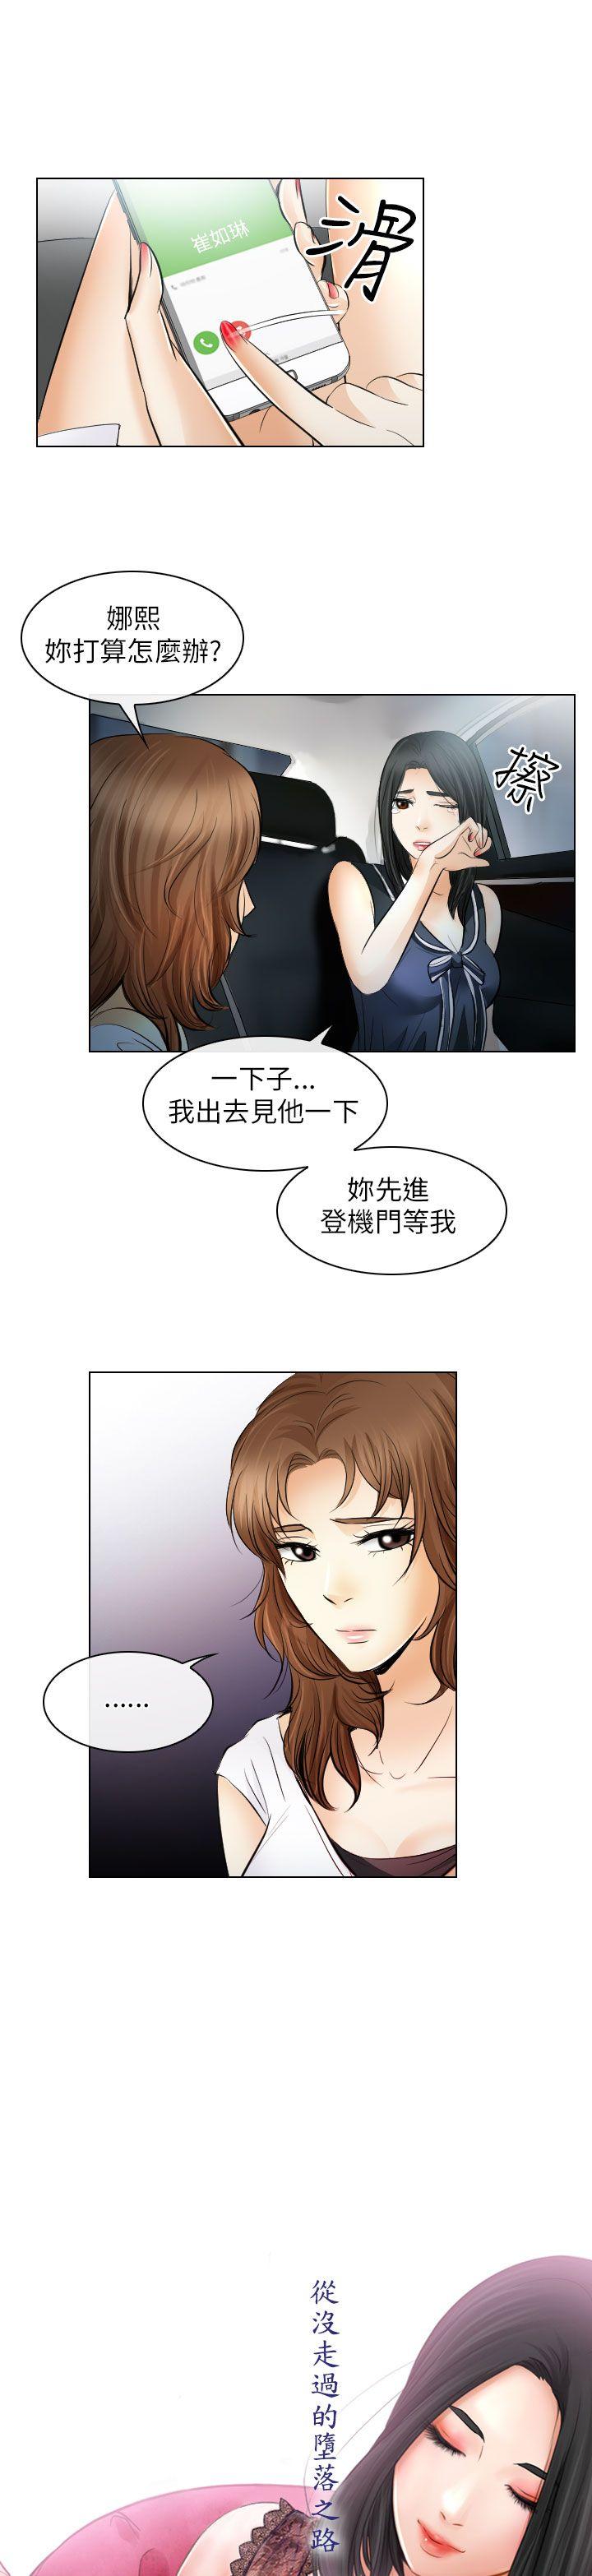 崔如琳
滑
娜熙
妳打算怎麼辦?
擦
一下子...
我出去見他一下
妳先進
登機門等我
......
從沒走過的墮落之路